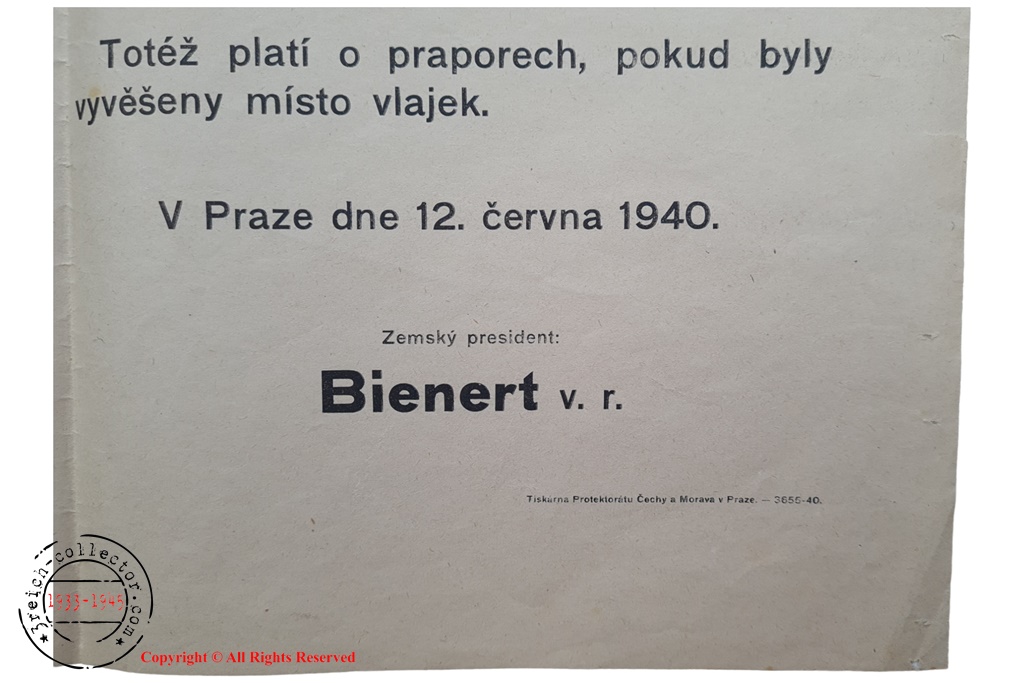 Totéž platí o praporech, pokud byly
vyvěšeny místo vlajek.
V Praze dne 12. června 1940.
Zemský president:
Bienert v. r.
Tiskárna Protektorátu Čechy a Morava v Praze. — 3655-40.
3reich-collector.com
1933-1945
Copyright © All Rights Reserved